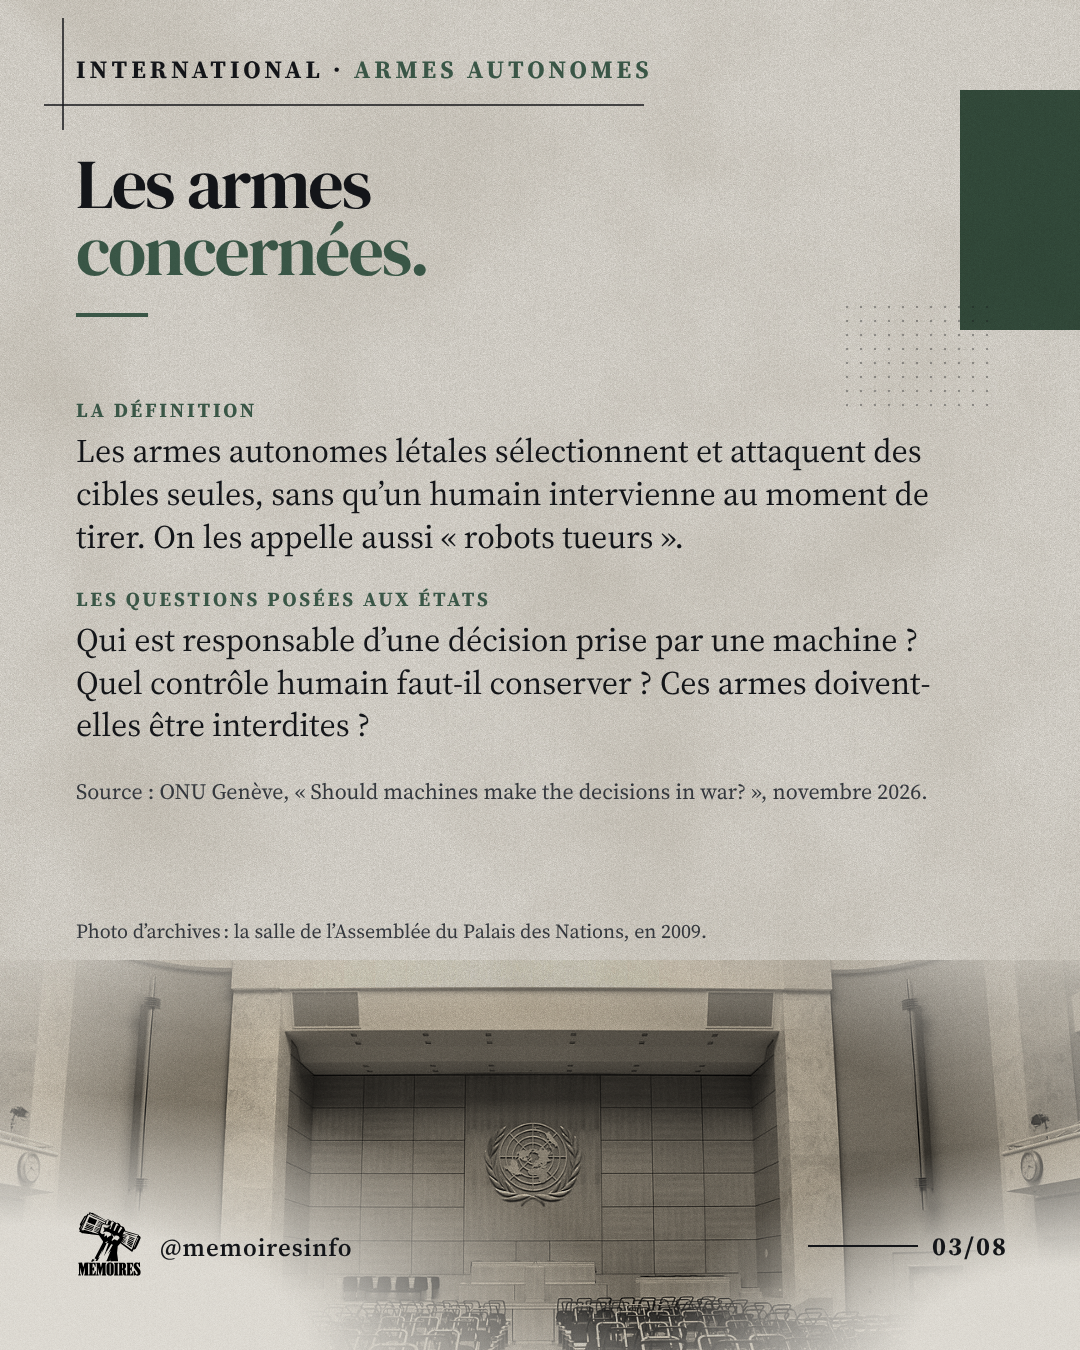 INTERNATIONAL · ARMES AUTONOMES
Les armes
concernées.
LA DÉFINITION
Les armes autonomes létales sélectionnent et attaquent des
cibles seules, sans qu’un humain intervienne au moment de
tirer. On les appelle aussi « robots tueurs ».
LES QUESTIONS POSÉES AUX ÉTATS
Qui est responsable d’une décision prise par une machine ?
Quel contrôle humain faut-il conserver ? Ces armes doivent-
elles être interdites ?
Source : ONU Genève, « Should machines make the decisions in war? », novembre 2026.
Photo d’archives : la salle de l’Assemblée du Palais des Nations, en 2009.
MÉMOIRES
@memoiresinfo
03/08